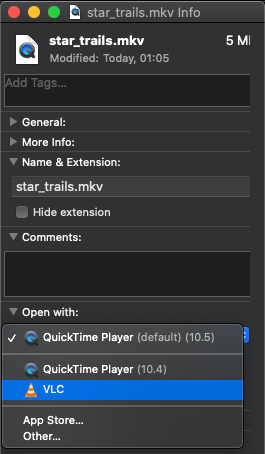 star_trails.mkv Info
star_trails.mkv
5 M
Modified: Today, 01:05
Add Tags...
General:
More Info:
Name & Extension:
star_trails.mkv
Hide extension
Comments:
Open with:
QuickTime Player (default) (10.5)
QuickTime Player (10.4)
VLC
App Store...
Other...